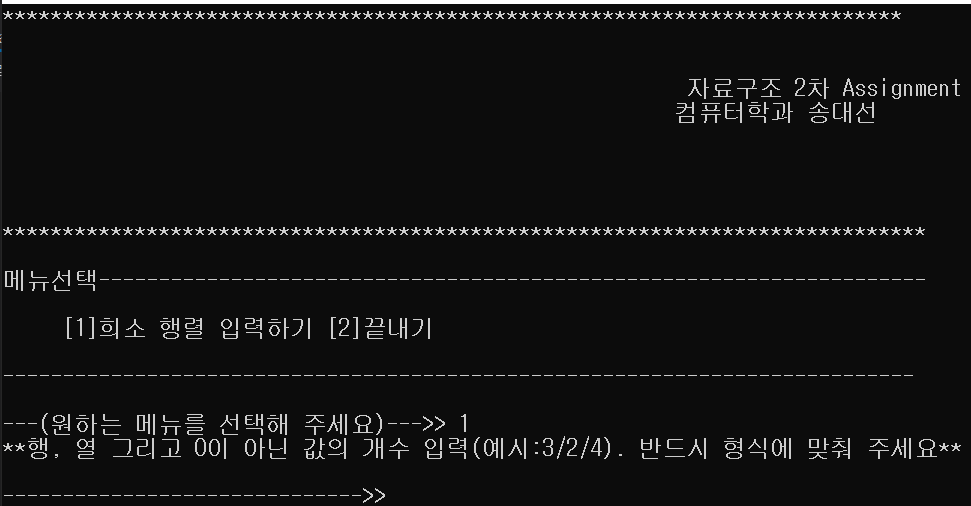 ***************************************************************************
자료구조 2차 Assignment
컴퓨터학과 송대선
*****************************************************************************
메뉴선택---------------------------------------------------------------------
[1]희소 행렬 입력하기 [2]끝내기
----------------------------------------------------------------------------
---(원하는 메뉴를 선택해 주세요)--->> 1
**행, 열 그리고 0이 아닌 값의 개수 입력(예시:3/2/4). 반드시 형식에 맞춰 주세요**
------------------------------>>